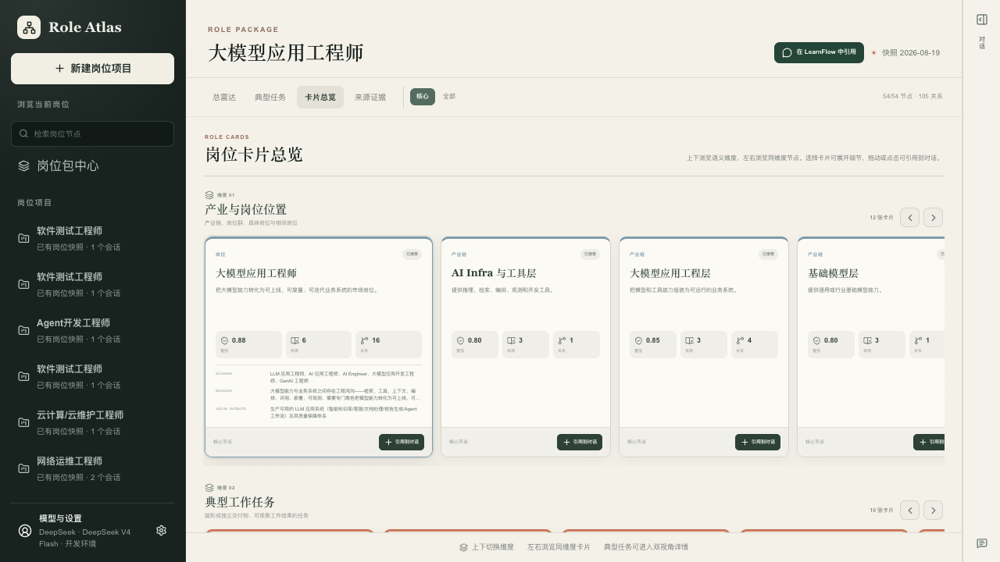 Role Atlas
新建岗位项目
浏览当前岗位
检索岗位节点
岗位包中心
岗位项目
软件测试工程师
已有岗位快照 · 1 个会话
软件测试工程师
已有岗位快照 · 1 个会话
Agent开发工程师
已有岗位快照 · 1 个会话
软件测试工程师
已有岗位快照 · 1 个会话
云计算/云维护工程师
已有岗位快照 · 1 个会话
网络运维工程师
已有岗位快照 · 2 个会话
模型与设置
DeepSeek · DeepSeek V4
Flash · 开发环境
ROLE PACKAGE
大模型应用工程师
在 LearnFlow 中引用
快照 2026-08-19
总雷达 典型任务 卡片总览 来源证据 核心 全部
54/54 节点 · 105 关系
ROLE CARDS
岗位卡片总览
上下浏览语义维度，左右浏览同维度节点。选择卡片可展开细节，拖动或点击可引用到对话。
维度 01
产业与岗位位置
产业链、岗位群、具体岗位与相邻岗位
12 张卡片
岗位 已接受
大模型应用工程师
把大模型能力转化为可上线、可度量、可迭代业务系统的市场岗位。
0.88 6 16
置信 来源 关系
aliases
LLM 应用工程师、AI 应用工程师、AI Engineer、大模型应用开发工程
师、GenAI 工程师
mission
大模型能力与业务系统之间存在工程鸿沟——检索、工具、上下文、编
排、评测、部署、可观测，需要专门角色把模型能力转化为可上线、可...
value outputs
生产可用的 LLM 应用系统（智能知识库/客服/文档处理/报告生成/Agent
工作流）及其质量保障体系
核心节点 引用到对话
产业链 已接受
AI Infra 与工具层
提供推理、检索、编排、观测和开发工具。
0.80 3 1
置信 来源 关系
核心节点 引用到对话
产业链 已接受
大模型应用工程层
把模型和工具能力组装为可运行的业务系统。
0.85 3 4
置信 来源 关系
核心节点 引用到对话
产业链
基础模型层
提供通用或行业基础模型能力。
0.80 3 1
置信 来源 关系
核心节点 引用到
维度 02
典型工作任务
能形成独立交付物、可观察工作结果的任务
10 张卡片
上下切换维度 左右浏览同维度卡片 典型任务可进入双视角详情
对话